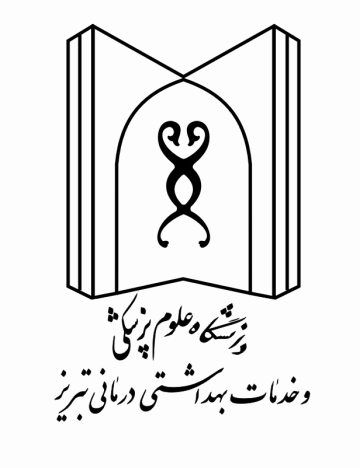 دانشگاه علوم پزشکی
و خدمات بهداشتی درمانی تبریز